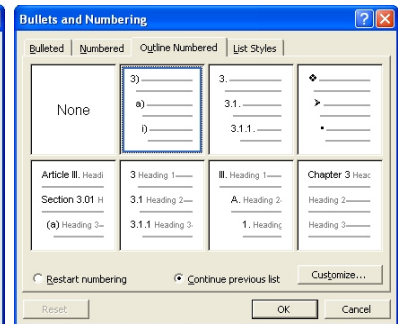 Bullets and Numbering
Bulleted Numbered Outline Numbered List Styles
None
3)
a)
i)
3.
3.1.
3.1.1.
Article III. Headi
Section 3.01 H
(a) Heading 3
3 Heading 1
3.1 Heading 2
3.1.1 Heading 3
III. Heading 1
A. Heading 2
1. Heading
Chapter 3 Head
Heading 2
Heading 3
Restart numbering Continue previous list Customize...
Reset OK Cancel